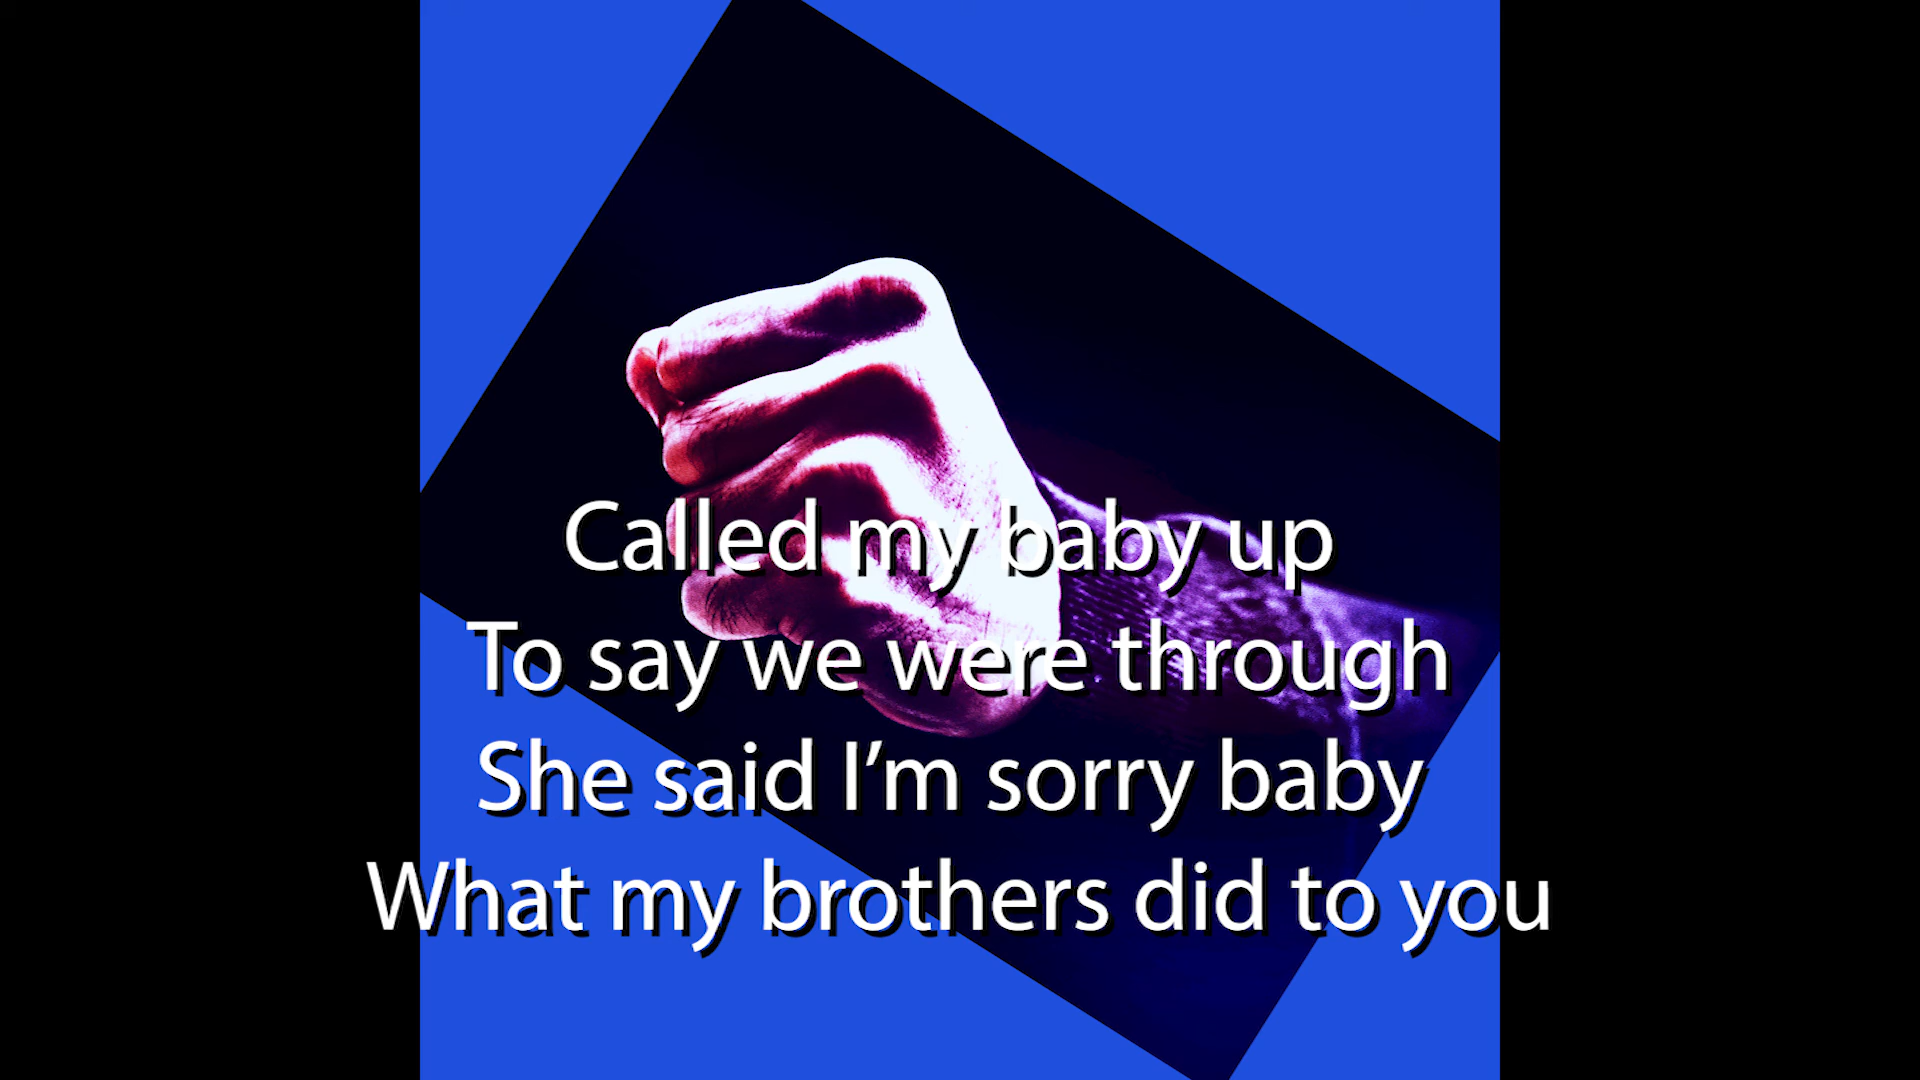 Called my baby up
To say we were through
She said I’m sorry baby
What my brothers did to you